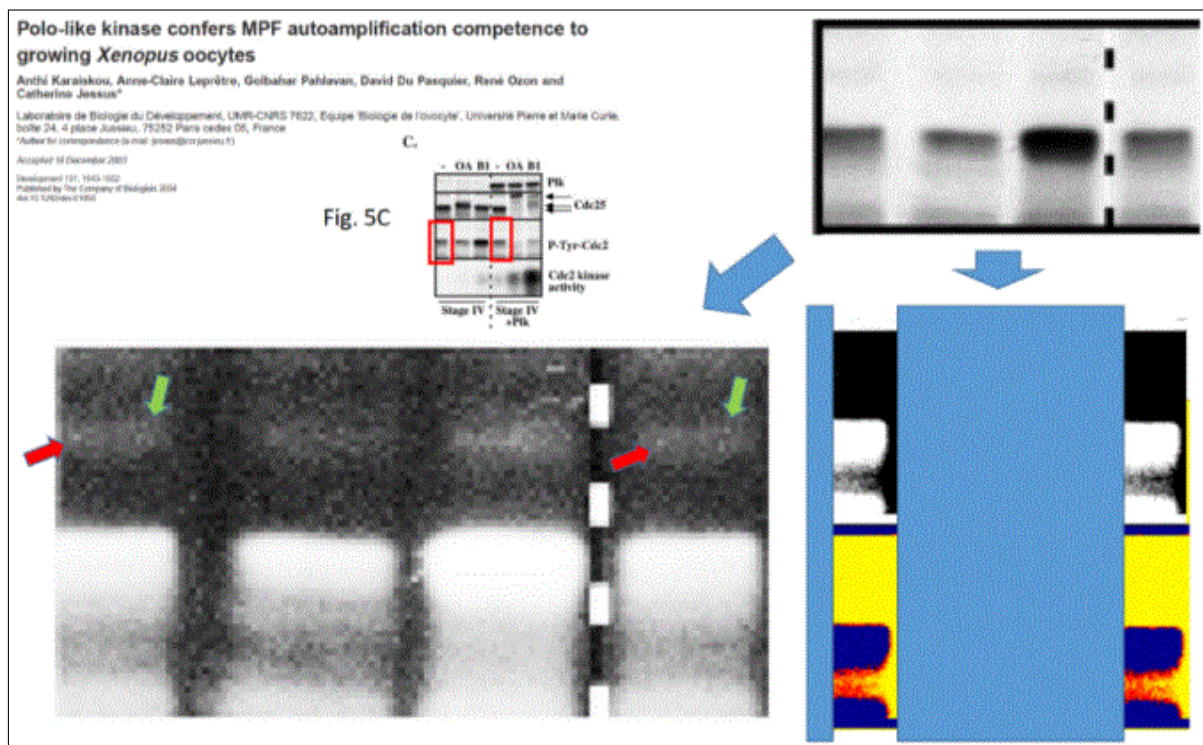 Polo-like kinase confers MPF autoamplification competence to
growing Xenopus oocytes
Anthi Karaiskou, Anne-Claire Leprêtre, Golbahar Pahlavan, David Du Pasquier, René Ozon and
Catherine Jessus*
Laboratoire de Biologie du Développement, UMR-CNRS 7622, Equipe 'Biologie de l'ovocyte', Université Pierre et Marie Curie,
boîte 24, 4 place Jussieu, 75252 Paris cedex 05, France
*Author for correspondence (e-mail:
Accepted 16 December 2003
Development 131,
Published by The Company of Biologists 2004
C.
- OA B1 - OA B1
Plk
Cdc25
Fig. 5C
P-Tyr-Cdc2
Cdc2 kinase
activity
Stage IV Stage IV
+Plk